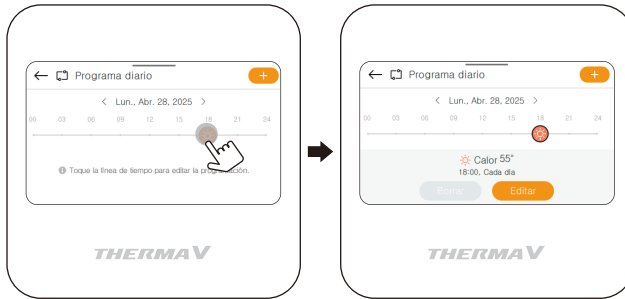 Programa diario
+
< Lun., Abr. 28, 2025 >
00 03 06 09 12 15 18 21 24
Toque la línea de tiempo para editar la programación.
THERMAV
Programa diario
+
< Lun., Abr. 28, 2025 >
00 03 06 09 12 15 18 21 24
Calor 55°
18:00, Cada día
Borrar Editar
THERMAV